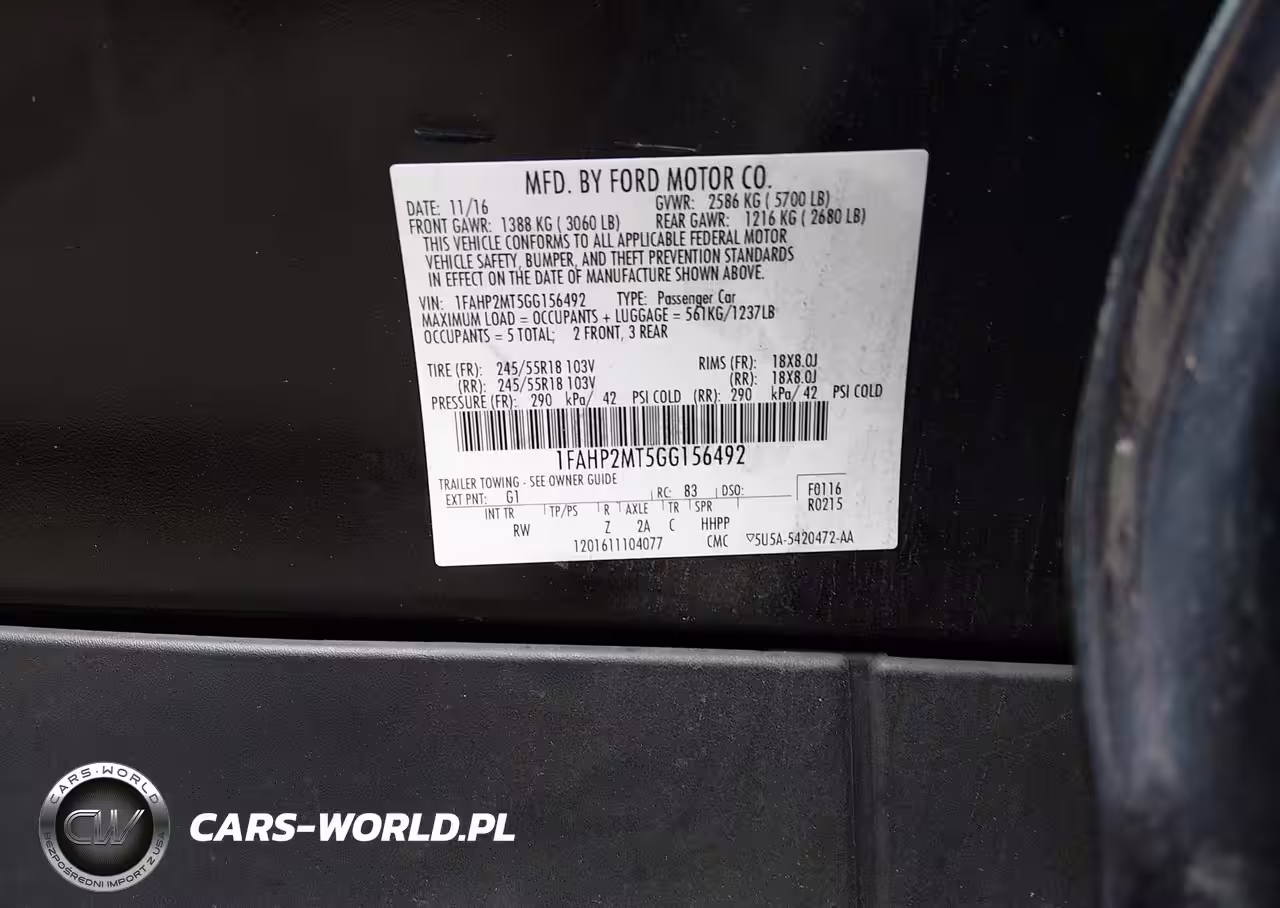 MFD. BY FORD MOTOR CO.
DATE: 11/16 GVWR: 2586 KG ( 5700 LB)
FRONT GAWR: 1388 KG ( 3060 LB) REAR GAWR: 1216 KG ( 2680 LB)
THIS VEHICLE CONFORMS TO ALL APPLICABLE FEDERAL MOTOR
VEHICLE SAFETY, BUMPER, AND THEFT PREVENTION STANDARDS
IN EFFECT ON THE DATE OF MANUFACTURE SHOWN ABOVE.
VIN: 1FAHP2MT5GG156492 TYPE: Passenger Car
MAXIMUM LOAD = OCCUPANTS + LUGGAGE = 561KG/1237LB
OCCUPANTS = 5 TOTAL; 2 FRONT, 3 REAR
TIRE (FR): 245/55R18 103V RIMS (FR): 18X8.0J
(RR): 245/55R18 103V (RR): 18X8.0J
PRESSURE (FR): 290 kPa/ 42 PSI COLD (RR): 290 kPa/ 42 PSI COLD
1FAHP2MT5GG156492
TRAILER TOWING - SEE OWNER GUIDE
EXT PNT: G1 RC: 83 DSO: F0116
INT TR TP/PS R AXLE TR SPR R0215
RW Z 2A C HHPP
1201611104077 CMC ▽5U5A-5420472-AA
CARS-WORLD
CW
BEZPOŚREDNI IMPORT Z USA
CARS-WORLD.PL